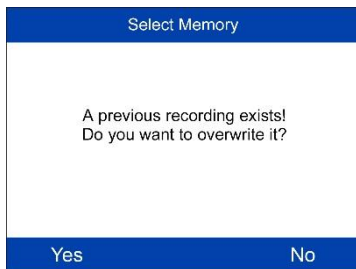 Select Memory
A previous recording exists!
Do you want to overwrite it?
Yes No